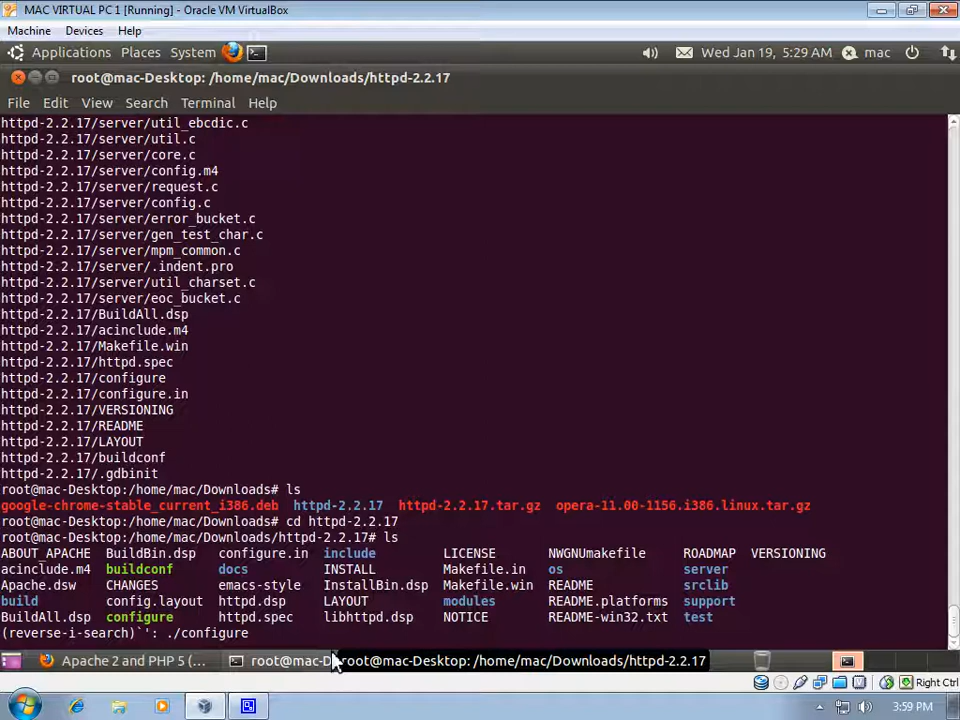 MAC VIRTUAL PC 1 [Running] - Oracle VM VirtualBox
Machine Devices Help
Applications Places System Wed Jan 19, 5:29 AM mac
root@mac-Desktop: /home/mac/Downloads/httpd-2.2.17
File Edit View Search Terminal Help
httpd-2.2.17/server/util_ebcdic.c
httpd-2.2.17/server/util.c
httpd-2.2.17/server/core.c
httpd-2.2.17/server/config.m4
httpd-2.2.17/server/request.c
httpd-2.2.17/server/config.c
httpd-2.2.17/server/error_bucket.c
httpd-2.2.17/server/gen_test_char.c
httpd-2.2.17/server/mpm_common.c
httpd-2.2.17/server/.indent.pro
httpd-2.2.17/server/util_charset.c
httpd-2.2.17/server/eoc_bucket.c
httpd-2.2.17/BuildAll.dsp
httpd-2.2.17/acinclude.m4
httpd-2.2.17/Makefile.win
httpd-2.2.17/httpd.spec
httpd-2.2.17/configure
httpd-2.2.17/configure.in
httpd-2.2.17/VERSIONING
httpd-2.2.17/README
httpd-2.2.17/LAYOUT
httpd-2.2.17/buildconf
httpd-2.2.17/.gdbinit
root@mac-Desktop:/home/mac/Downloads# ls
google-chrome-stable_current_i386.deb httpd-2.2.17 httpd-2.2.17.tar.gz opera-11.00-1156.i386.linux.tar.gz
root@mac-Desktop:/home/mac/Downloads# cd httpd-2.2.17
root@mac-Desktop:/home/mac/Downloads/httpd-2.2.17# ls
ABOUT_APACHE BuildBin.dsp configure.in include LICENSE NWGNUmakefile ROADMAP VERSIONING
acinclude.m4 buildconf docs INSTALL Makefile.in os server
Apache.dsw CHANGES emacs-style InstallBin.dsp Makefile.win README srclib
build config.layout httpd.dsp LAYOUT modules README.platforms support
BuildAll.dsp configure httpd.spec libhttpd.dsp NOTICE README-win32.txt test
(reverse-i-search)`': ./configure
Apache 2 and PHP 5 (... root@mac-D root@mac-Desktop: /home/mac/Downloads/httpd-2.2.17
Right Ctrl
3:59 PM